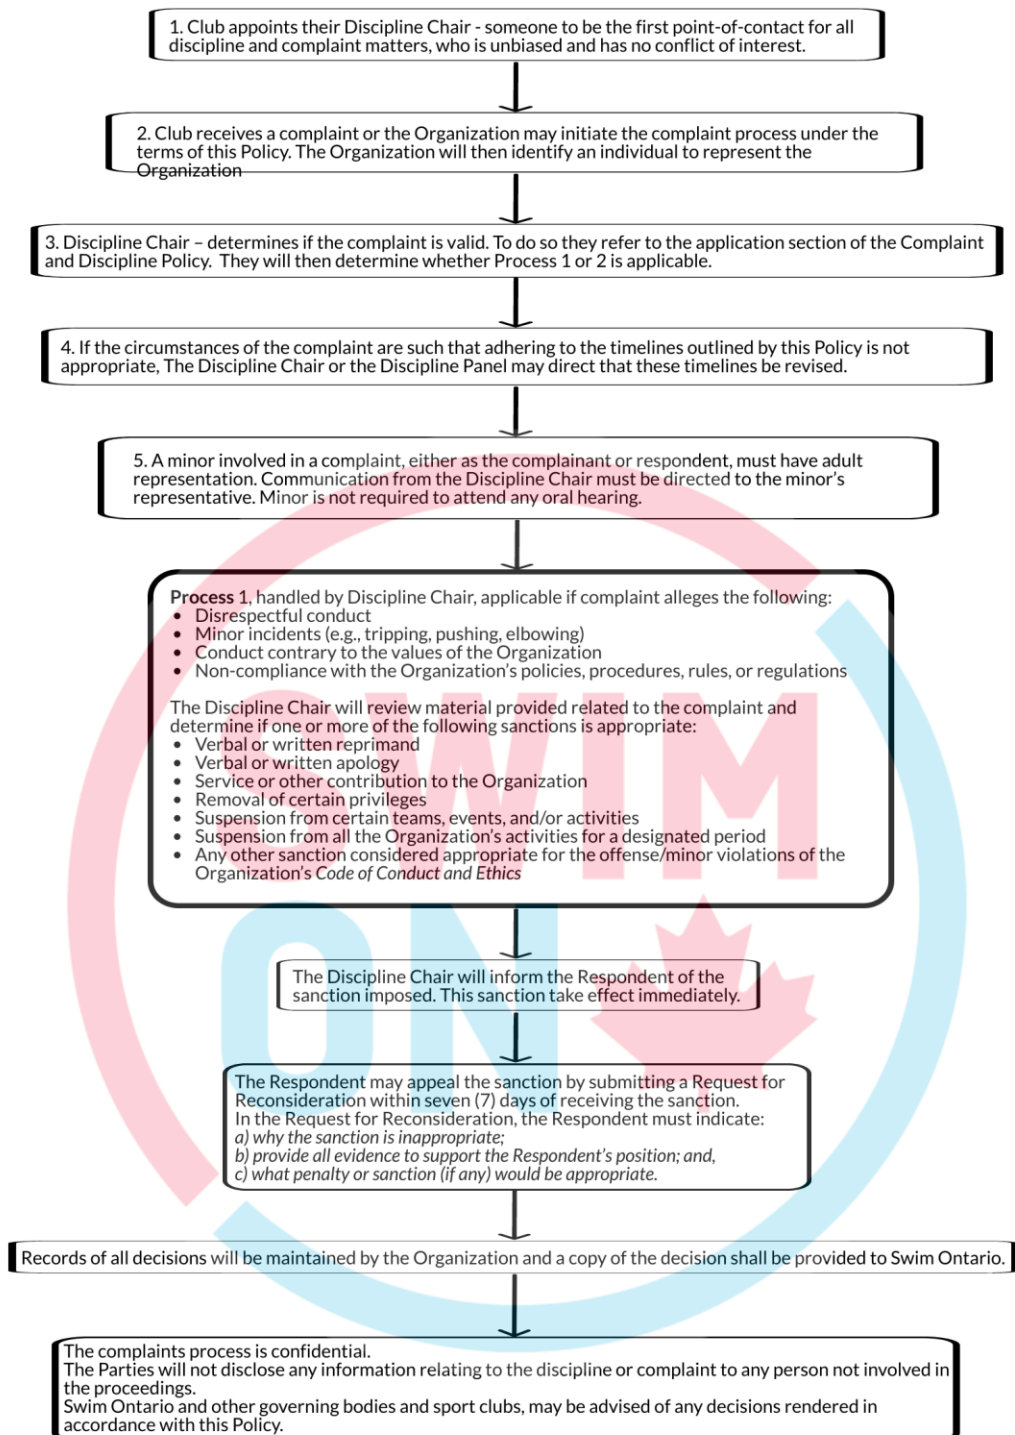 1. Club appoints their Discipline Chair - someone to be the first point-of-contact for all
discipline and complaint matters, who is unbiased and has no conflict of interest.
2. Club receives a complaint or the Organization may initiate the complaint process under the
terms of this Policy. The Organization will then identify an individual to represent the
Organization
3. Discipline Chair – determines if the complaint is valid. To do so they refer to the application section of the Complaint
and Discipline Policy. They will then determine whether Process 1 or 2 is applicable.
4. If the circumstances of the complaint are such that adhering to the timelines outlined by this Policy is not
appropriate, The Discipline Chair or the Discipline Panel may direct that these timelines be revised.
5. A minor involved in a complaint, either as the complainant or respondent, must have adult
representation. Communication from the Discipline Chair must be directed to the minor's
representative. Minor is not required to attend any oral hearing.
Process 1, handled by Discipline Chair, applicable if complaint alleges the following:
• Disrespectful conduct
• Minor incidents (e.g., tripping, pushing, elbowing)
• Conduct contrary to the values of the Organization
• Non-compliance with the Organization's policies, procedures, rules, or regulations
The Discipline Chair will review material provided related to the complaint and
determine if one or more of the following sanctions is appropriate:
• Verbal or written reprimand
• Verbal or written apology
• Service or other contribution to the Organization
• Removal of certain privileges
• Suspension from certain teams, events, and/or activities
• Suspension from all the Organization's activities for a designated period
• Any other sanction considered appropriate for the offense/minor violations of the
Organization's Code of Conduct and Ethics
SWIM
ON
The Discipline Chair will inform the Respondent of the
sanction imposed. This sanction take effect immediately.
The Respondent may appeal the sanction by submitting a Request for
Reconsideration within seven (7) days of receiving the sanction.
In the Request for Reconsideration, the Respondent must indicate:
a) why the sanction is inappropriate;
b) provide all evidence to support the Respondent's position; and,
c) what penalty or sanction (if any) would be appropriate.
Records of all decisions will be maintained by the Organization and a copy of the decision shall be provided to Swim Ontario.
The complaints process is confidential.
The Parties will not disclose any information relating to the discipline or complaint to any person not involved in
the proceedings.
Swim Ontario and other governing bodies and sport clubs, may be advised of any decisions rendered in
accordance with this Policy.